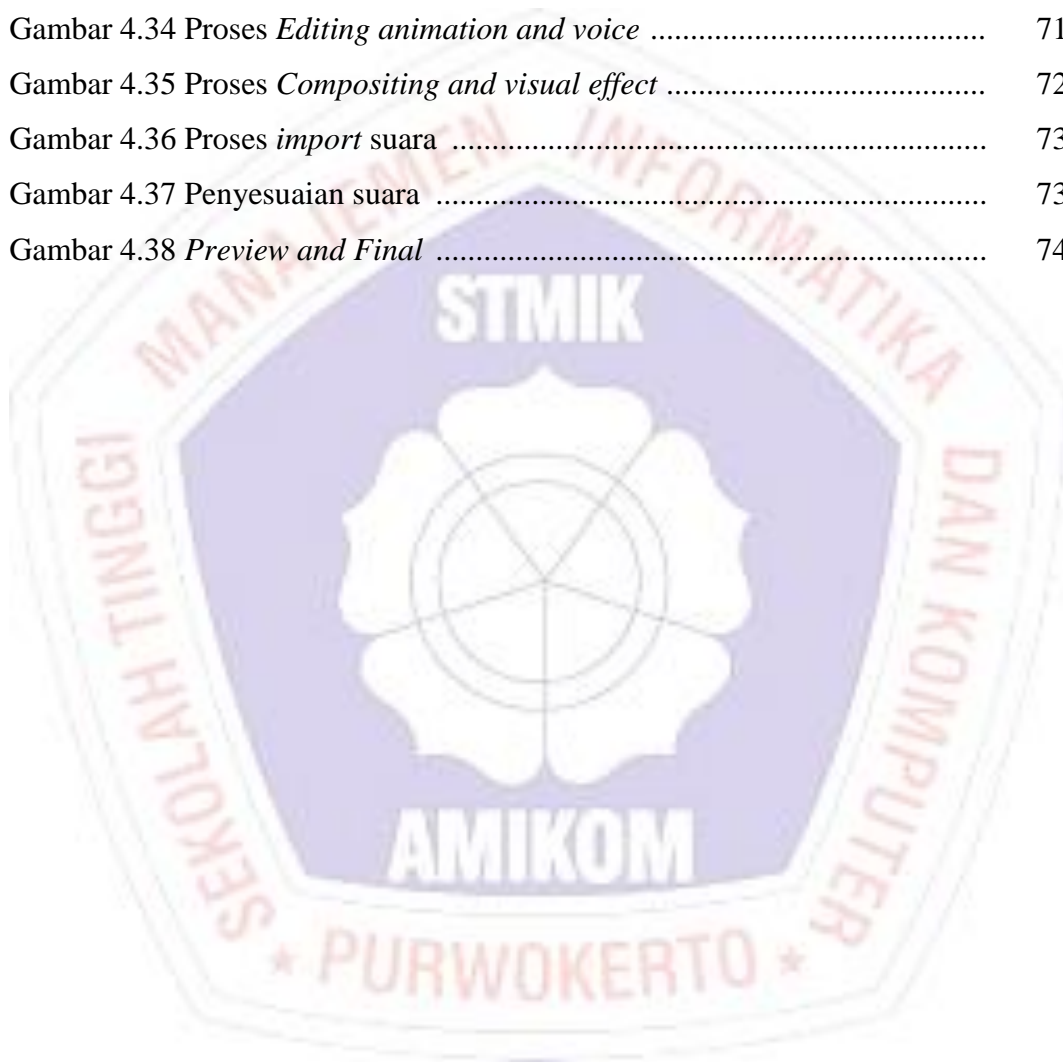 Gambar 4.34 Proses Editing animation and voice ...................................... 71
Gambar 4.35 Proses Compositing and visual effect .................................... 72
Gambar 4.36 Proses import suara ............................................................. 73
Gambar 4.37 Penyesuaian suara ............................................................... 73
Gambar 4.38 Preview and Final ............................................................... 74
SEKOLAH TINGGI MANAJEMEN INFORMATIKA DAN KOMPUTER
STMIK
AMIKOM
* PURWOKERTO *